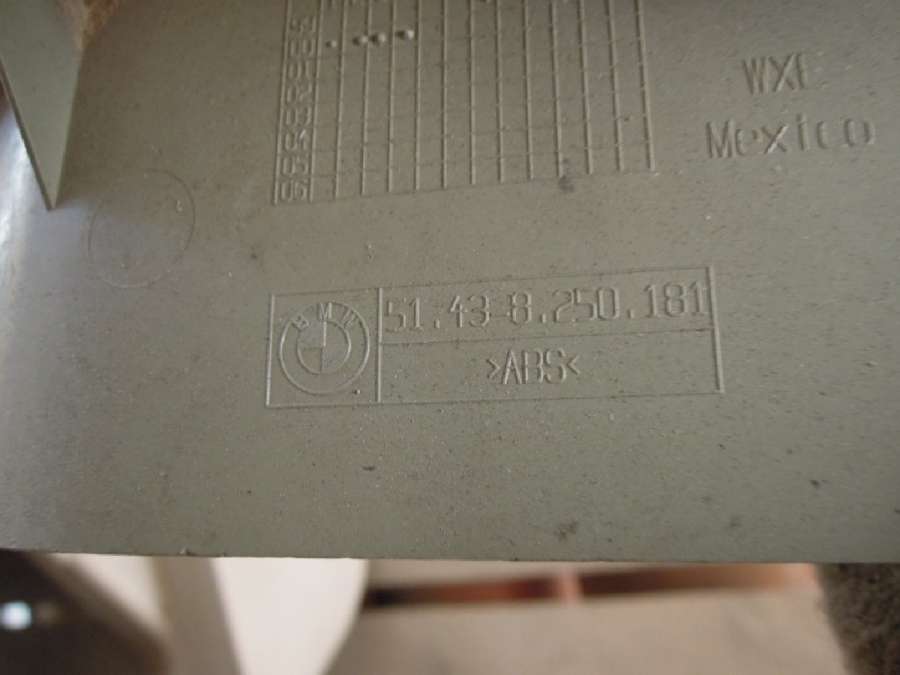 WXE
Mexico
BMW
51.43-8.250.181
>ABS<